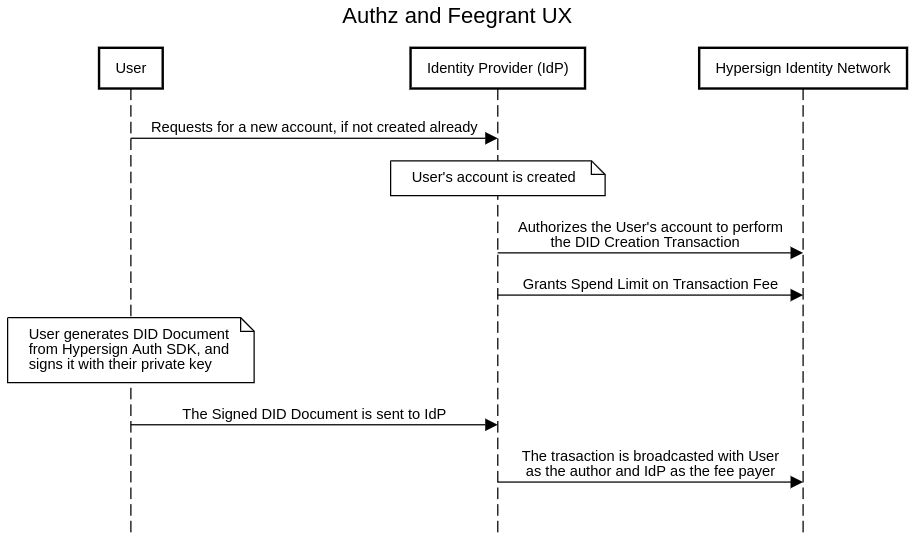 Authz and Feegrant UX
User
Identity Provider (IdP)
Hypersign Identity Network
Requests for a new account, if not created already
User's account is created
Authorizes the User's account to perform
the DID Creation Transaction
Grants Spend Limit on Transaction Fee
User generates DID Document
from Hypersign Auth SDK, and
signs it with their private key
The Signed DID Document is sent to IdP
The trasaction is broadcasted with User
as the author and IdP as the fee payer